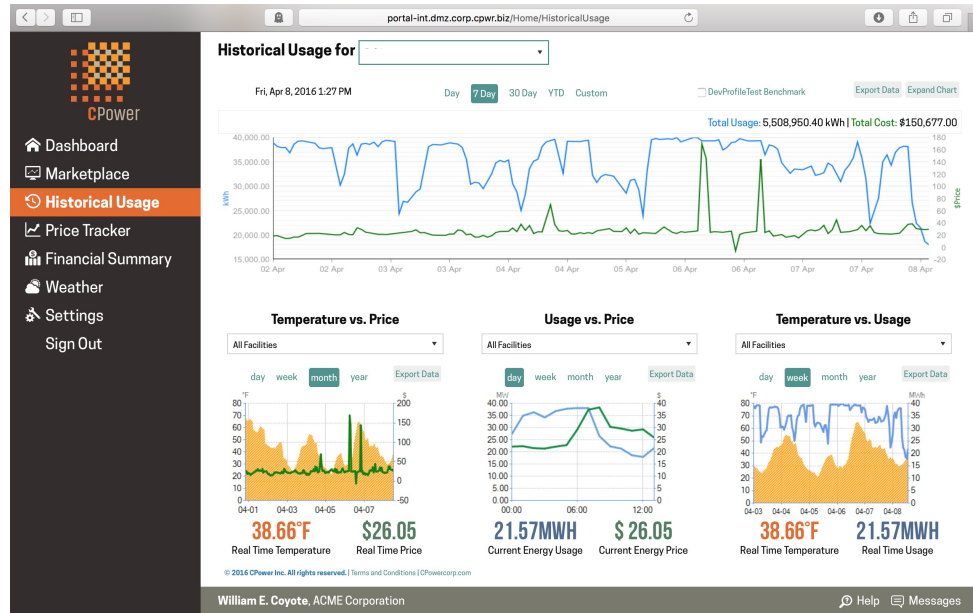 portal-int.dmz.corp.cpwr.biz/Home/HistoricalUsage
CPower
Dashboard
Marketplace
Historical Usage
Price Tracker
Financial Summary
Weather
Settings
Sign Out
Historical Usage for
Fri, Apr 8, 2016 1:27 PM
Day 7 Day 30 Day YTD Custom
DevProfileTest Benchmark
Export Data Expand Chart
Total Usage: 5,508,950.40 kWh | Total Cost: $150,677.00
kWh
40,000.00
35,000.00
30,000.00
25,000.00
20,000.00
15,000.00
180
160
140
120
100
80
60
40
20
0
-20
$Price
02 Apr 02 Apr 03 Apr 03 Apr 04 Apr 04 Apr 05 Apr 06 Apr 06 Apr 07 Apr 07 Apr 08 Apr
Temperature vs. Price
All Facilities
day week month year
Export Data
°F $
80
70
60
50
40
30
20
10
0
200
150
100
50
0
-50
04-01 04-03 04-05 04-07
38.66°F $26.05
Real Time Temperature Real Time Price
Usage vs. Price
All Facilities
day week month year
Export Data
MW $
40.00
35.00
30.00
25.00
20.00
15.00
10.00
5.00
0.00
40
35
30
25
20
15
10
5
0
00:00 06:00 12:00
21.57MWH $ 26.05
Current Energy Usage Current Energy Price
Temperature vs. Usage
All Facilities
day week month year
Export Data
°F MWh
80
70
60
50
40
30
20
10
0
40
35
30
25
20
15
10
5
0
04-03 04-04 04-05 04-06 04-07 04-08
38.66°F 21.57MWH
Real Time Temperature Real Time Usage
© 2016 CPower Inc. All rights reserved. | Terms and Conditions | CPowercorp.com
William E. Coyote, ACME Corporation
Help Messages